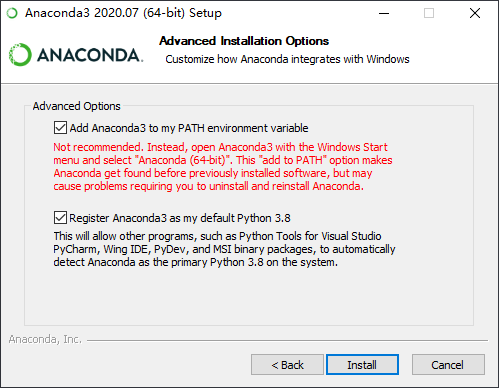 Anaconda3 2020.07 (64-bit) Setup
ANACONDA.
Advanced Installation Options
Customize how Anaconda integrates with Windows
Advanced Options
Add Anaconda3 to my PATH environment variable
Not recommended. Instead, open Anaconda3 with the Windows Start
menu and select "Anaconda (64-bit)". This "add to PATH" option makes
Anaconda get found before previously installed software, but may
cause problems requiring you to uninstall and reinstall Anaconda.
Register Anaconda3 as my default Python 3.8
This will allow other programs, such as Python Tools for Visual Studio
PyCharm, Wing IDE, PyDev, and MSI binary packages, to automatically
detect Anaconda as the primary Python 3.8 on the system.
Anaconda, Inc.
< Back
Install
Cancel